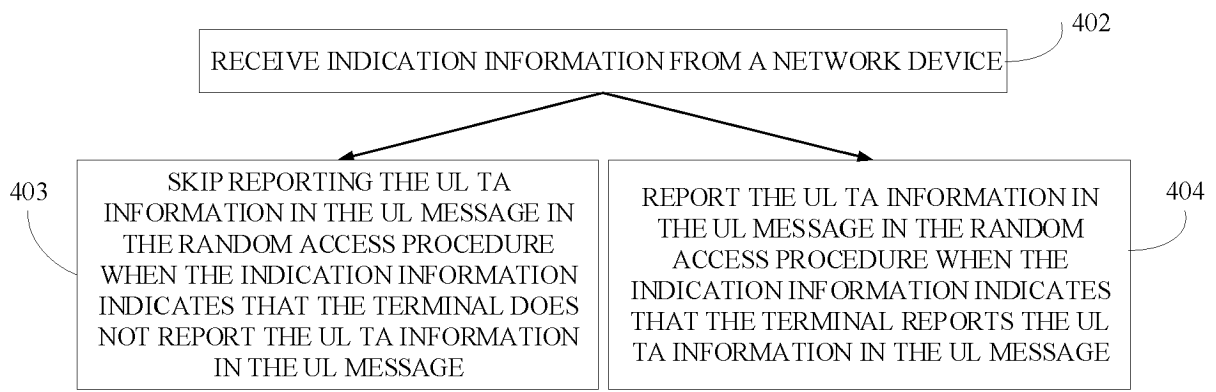 402
RECEIVE INDICATION INFORMATION FROM A NETWORK DEVICE
403
SKIP REPORTING THE UL TA
INFORMATION IN THE UL MESSAGE IN
THE RANDOM ACCESS PROCEDURE
WHEN THE INDICATION INFORMATION
INDICATES THAT THE TERMINAL DOES
NOT REPORT THE UL TA INFORMATION
IN THE UL MESSAGE
404
REPORT THE UL TA INFORMATION IN
THE UL MESSAGE IN THE RANDOM
ACCESS PROCEDURE WHEN THE
INDICATION INFORMATION INDICATES
THAT THE TERMINAL REPORTS THE UL
TA INFORMATION IN THE UL MESSAGE